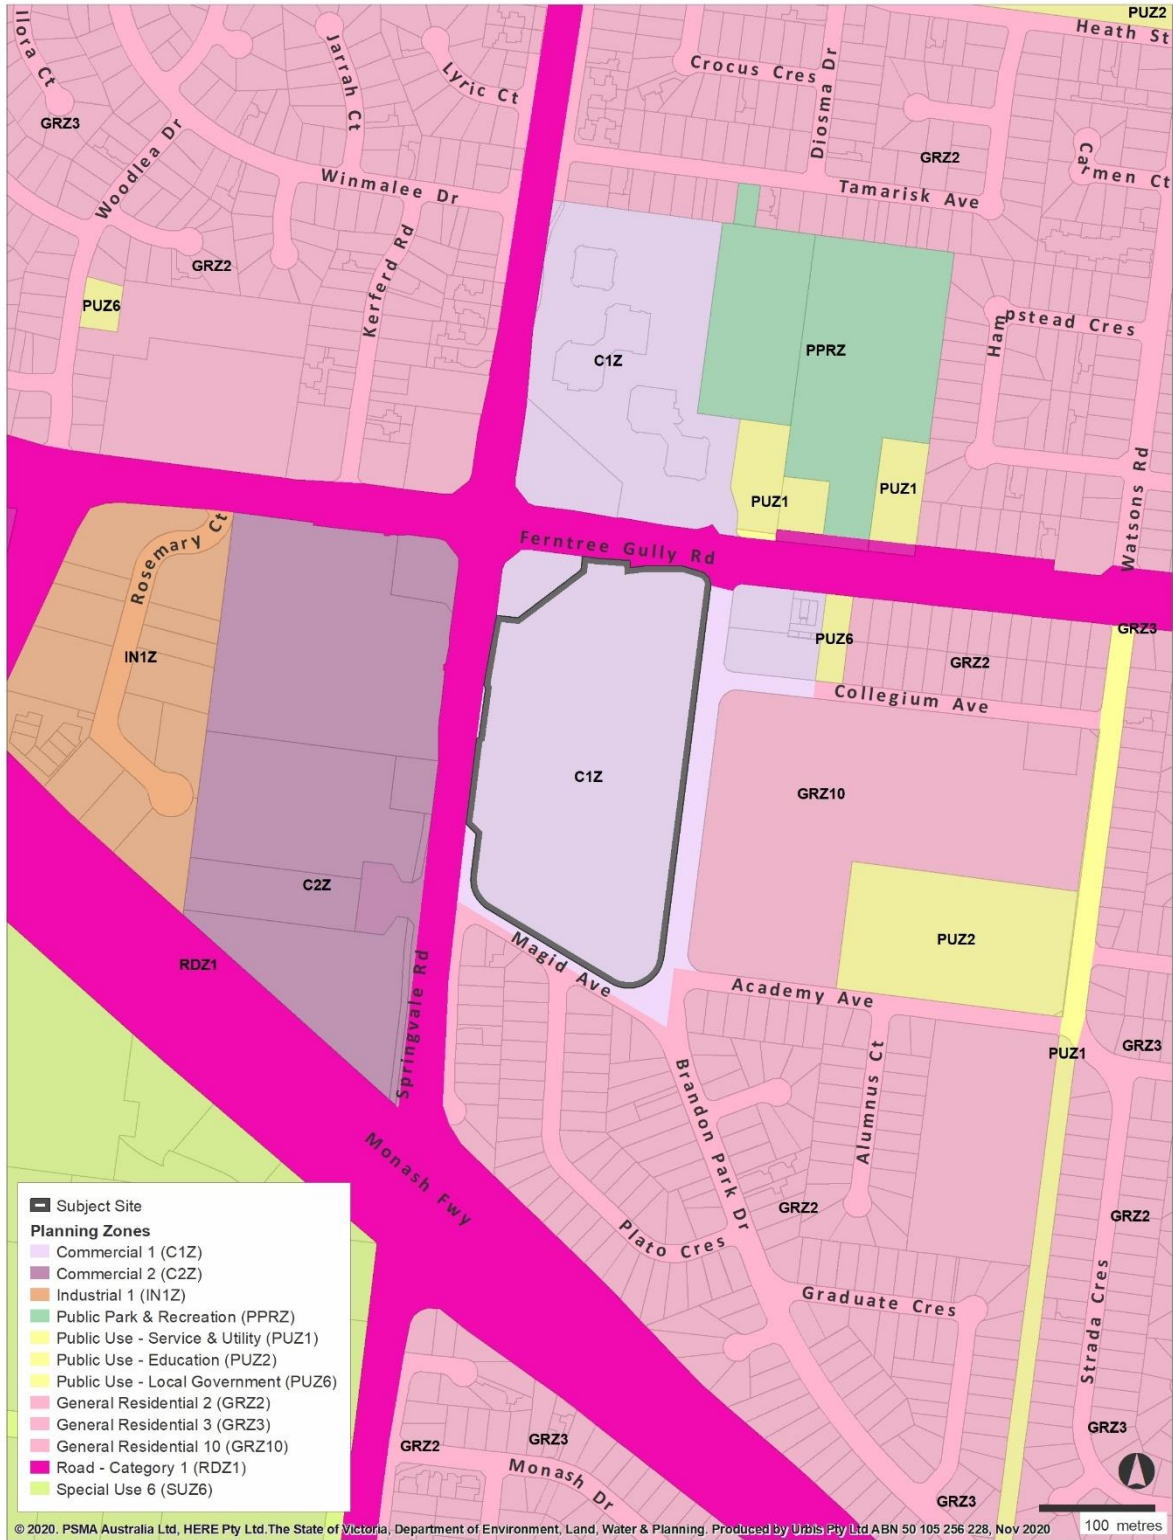 PUZ2
Heath St
llora Ct
Jarrah Ct
Lyric Ct
Crocus Cres
Diosma Dr
GRZ3
Woodlea Dr
Winmalee Dr
GRZ2
Carmen Ct
Tamarisk Ave
Kerferd Rd
GRZ2
PUZ6
Hampstead Cres
C1Z
PPRZ
Watsons Rd
PUZ1
PUZ1
Rosemary Ct
Ferntree Gully Rd
GRZ3
PUZ6
IN1Z
GRZ2
Collegium Ave
C1Z
GRZ10
C2Z
PUZ2
RDZ1
Springvale Rd
Magid Ave
Academy Ave
GRZ3
PUZ1
Brandon Park Dr
Alumnus Ct
Monash Fwy
GRZ2
GRZ2
Plato Cres
Graduate Cres
Strada Cres
GRZ3
GRZ2
GRZ3
Monash Dr
GRZ3
Subject Site
Planning Zones
Commercial 1 (C1Z)
Commercial 2 (C2Z)
Industrial 1 (IN1Z)
Public Park & Recreation (PPRZ)
Public Use - Service & Utility (PUZ1)
Public Use - Education (PUZ2)
Public Use - Local Government (PUZ6)
General Residential 2 (GRZ2)
General Residential 3 (GRZ3)
General Residential 10 (GRZ10)
Road - Category 1 (RDZ1)
Special Use 6 (SUZ6)
100 metres
© 2020. PSMA Australia Ltd, HERE Pty Ltd.The State of Victoria, Department of Environment, Land, Water & Planning. Produced by Urbis Pty Ltd ABN 50 105 256 228, Nov 2020